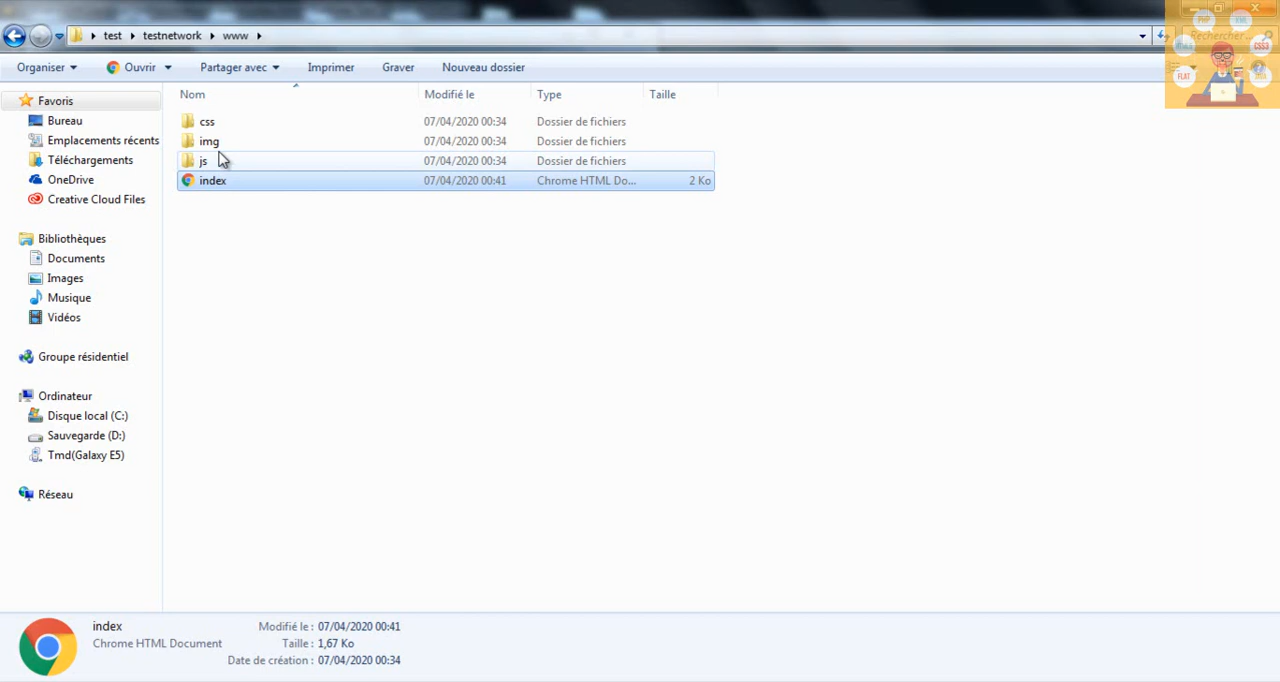 test ▸ testnetwork ▸ www ▸
Rechercher...
Organiser Ouvrir Partager avec Imprimer Graver Nouveau dossier
Nom Modifié le Type Taille
css 07/04/2020 00:34 Dossier de fichiers
img 07/04/2020 00:34 Dossier de fichiers
js 07/04/2020 00:34 Dossier de fichiers
index 07/04/2020 00:41 Chrome HTML Do... 2 Ko
Favoris
Bureau
Emplacements récents
Téléchargements
OneDrive
Creative Cloud Files
Bibliothèques
Documents
Images
Musique
Vidéos
Groupe résidentiel
Ordinateur
Disque local (C:)
Sauvegarde (D:)
Tmd(Galaxy E5)
Réseau
PHP XML
CSS3
FLAT
index
Chrome HTML Document
Modifié le : 07/04/2020 00:41
Taille : 1,67 Ko
Date de création : 07/04/2020 00:34